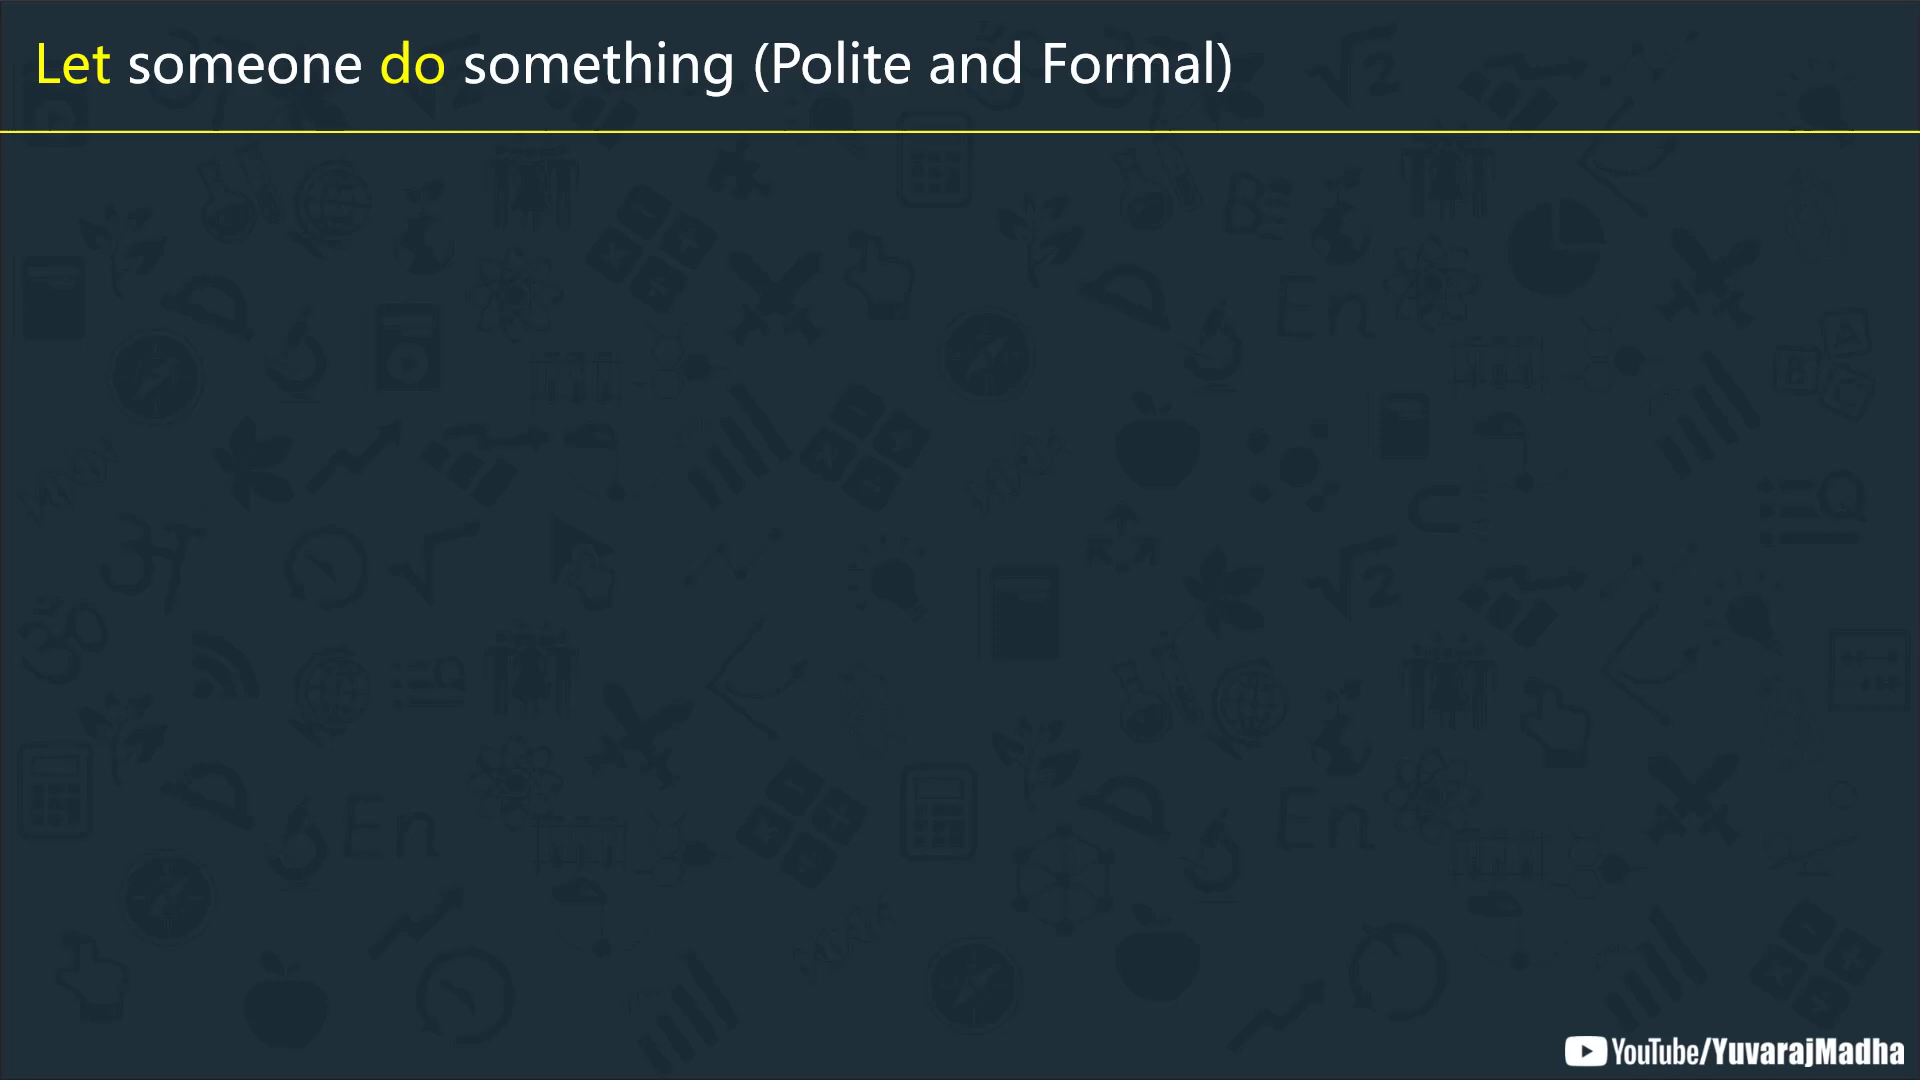 Let someone do something (Polite and Formal)
YouTube/YuvarajMadha